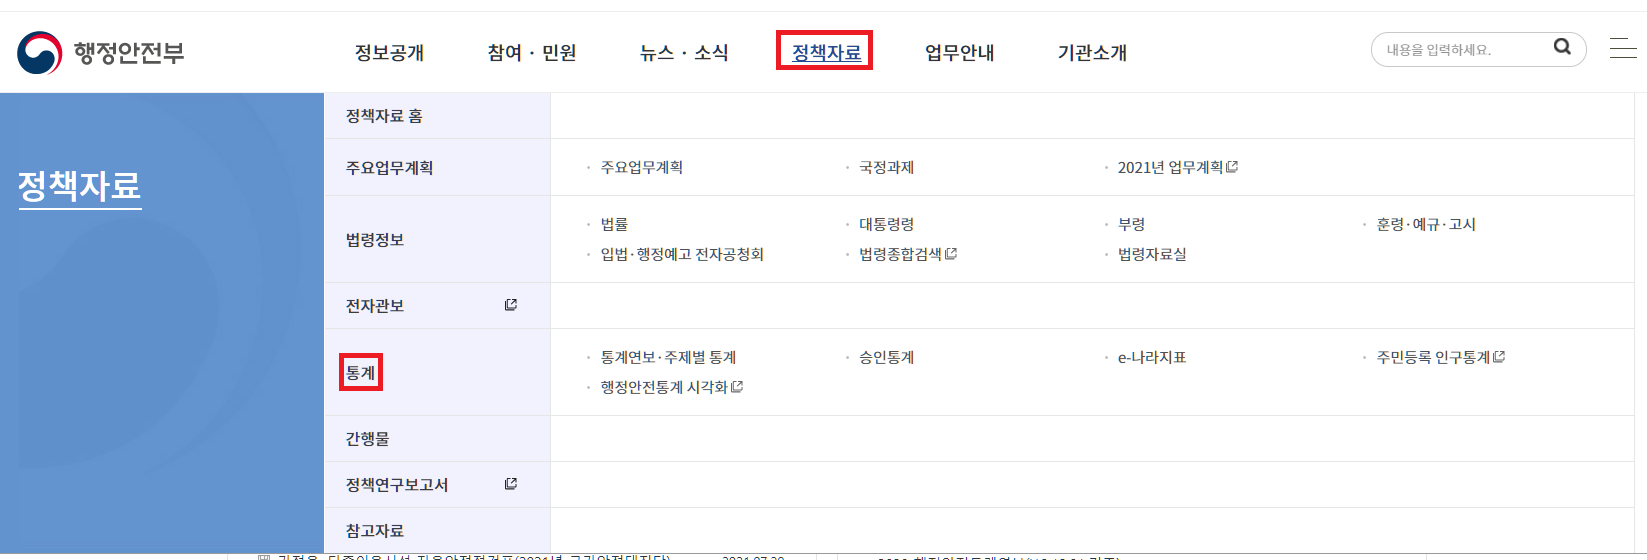 행정안전부
정보공개 참여 · 민원 뉴스 · 소식 정책자료 업무안내 기관소개
내용을 입력하세요.
정책자료
정책자료 홈
주요업무계획
· 주요업무계획 · 국정과제 · 2021년 업무계획
법령정보
· 법률 · 대통령령 · 부령 · 훈령·예규·고시
· 입법·행정예고 전자공청회 · 법령종합검색 · 법령자료실
전자관보
통계
· 통계연보·주제별 통계 · 승인통계 · e-나라지표 · 주민등록 인구통계
· 행정안전통계 시각화
간행물
정책연구보고서
참고자료